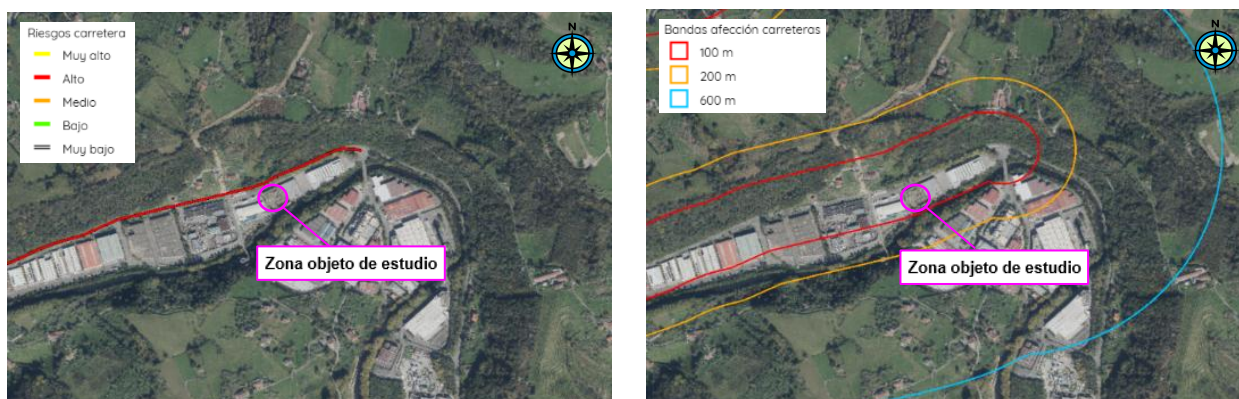 Riesgos carretera
Muy alto
Alto
Medio
Bajo
Muy bajo
N
Zona objeto de estudio
Bandas afección carreteras
100 m
200 m
600 m
N
Zona objeto de estudio